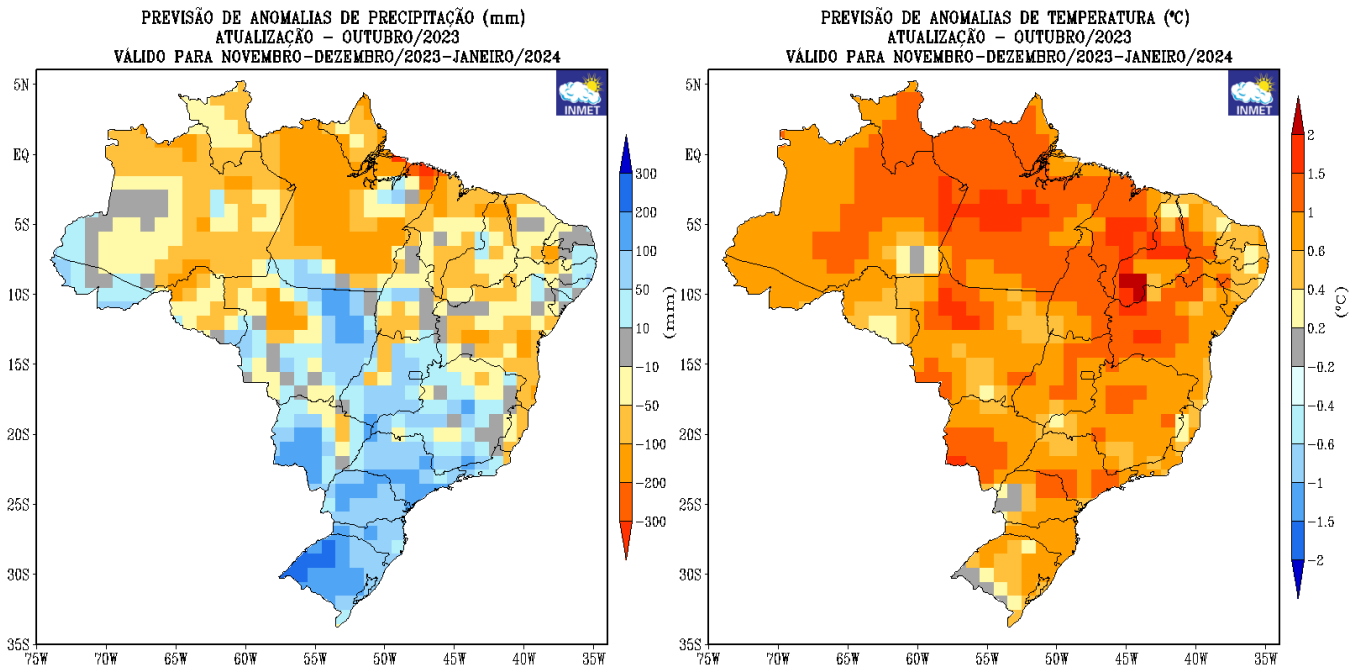 PREVISÃO DE ANOMALIAS DE PRECIPITAÇÃO (mm)
ATUALIZAÇÃO - OUTUBRO/2023
VÁLIDO PARA NOVEMBRO-DEZEMBRO/2023-JANEIRO/2024
INMET
5N
EQ
5S
10S
15S
20S
25S
30S
35S
75W 70W 65W 60W 55W 50W 45W 40W 35W
300
200
100
50
10
-10
-50
-100
-200
-300
(mm)
PREVISÃO DE ANOMALIAS DE TEMPERATURA (°C)
ATUALIZAÇÃO - OUTUBRO/2023
VÁLIDO PARA NOVEMBRO-DEZEMBRO/2023-JANEIRO/2024
INMET
5N
EQ
5S
10S
15S
20S
25S
30S
35S
75W 70W 65W 60W 55W 50W 45W 40W 35W
2
1.5
1
0.6
0.4
0.2
-0.2
-0.4
-0.6
-1
-1.5
-2
(°C)